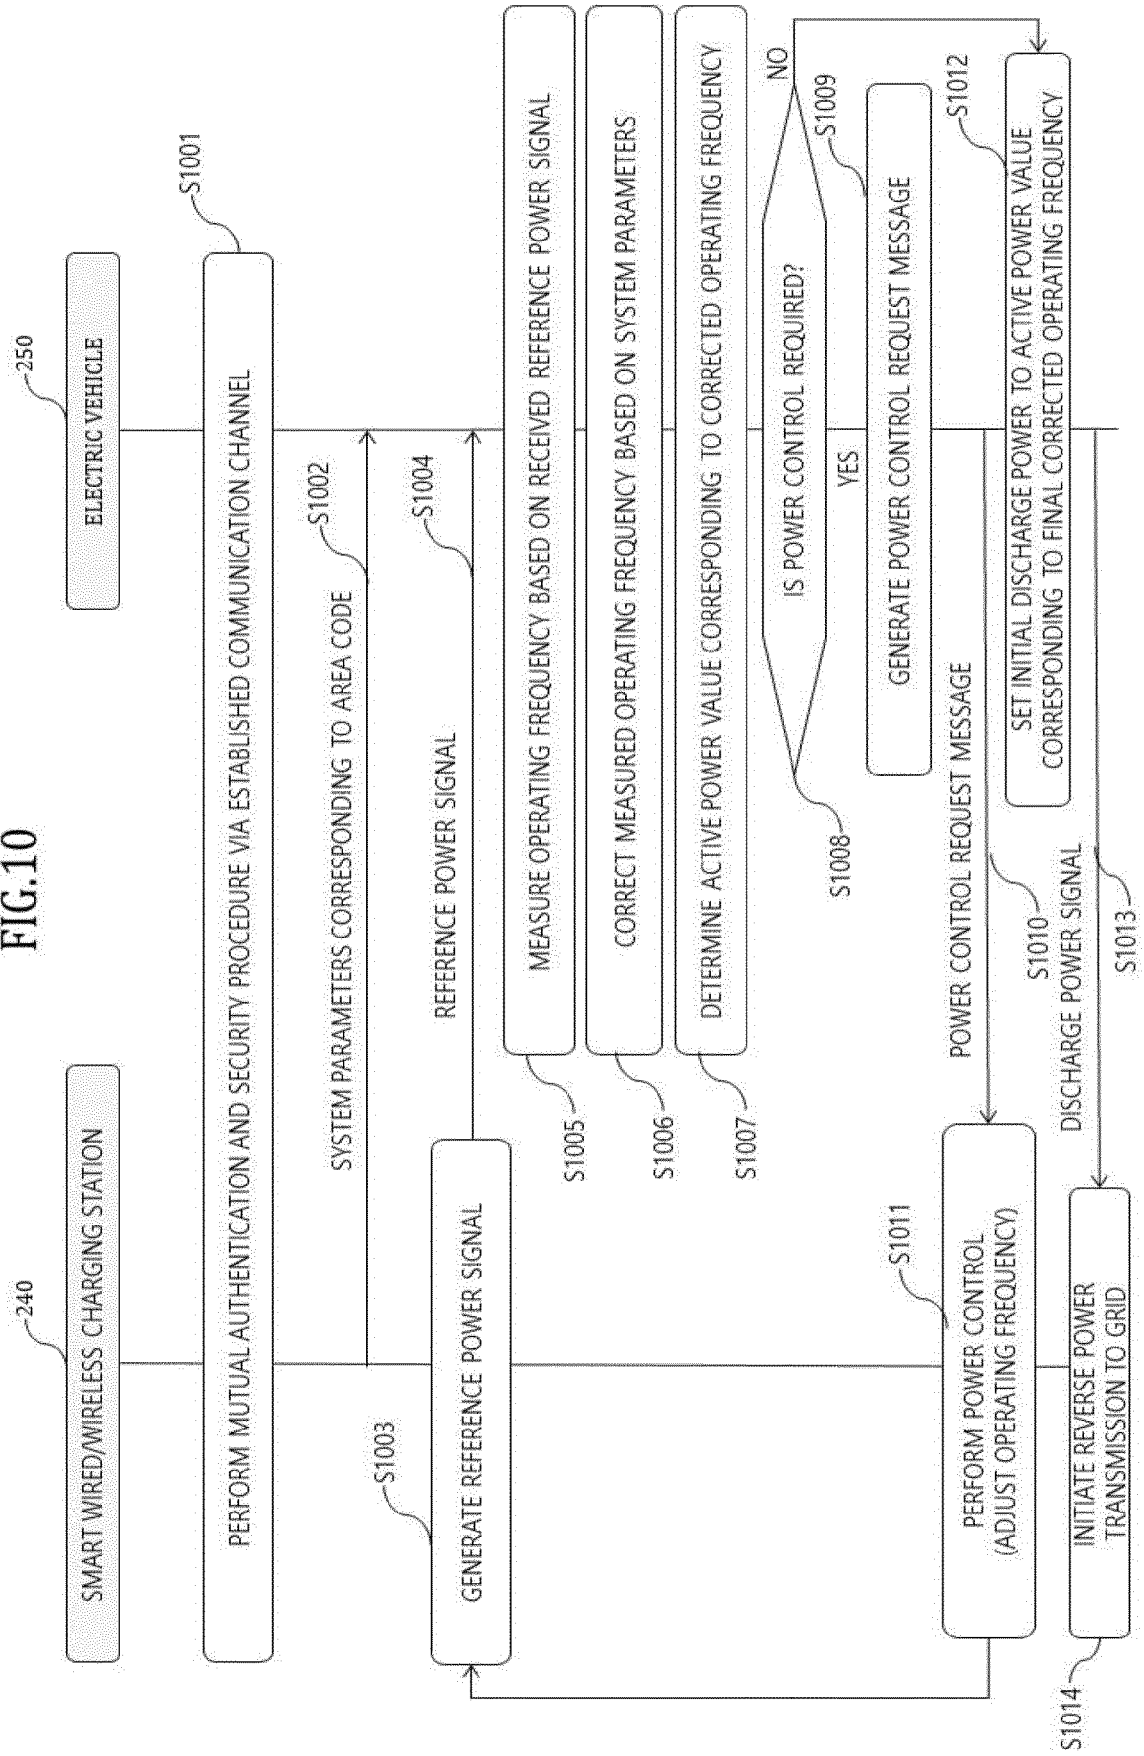 FIG.10
240
SMART WIRED/WIRELESS CHARGING STATION
250
ELECTRIC VEHICLE
S1001
PERFORM MUTUAL AUTHENTICATION AND SECURITY PROCEDURE VIA ESTABLISHED COMMUNICATION CHANNEL
SYSTEM PARAMETERS CORRESPONDING TO AREA CODE
S1002
S1003
GENERATE REFERENCE POWER SIGNAL
REFERENCE POWER SIGNAL
S1004
S1005
MEASURE OPERATING FREQUENCY BASED ON RECEIVED REFERENCE POWER SIGNAL
S1006
CORRECT MEASURED OPERATING FREQUENCY BASED ON SYSTEM PARAMETERS
S1007
DETERMINE ACTIVE POWER VALUE CORRESPONDING TO CORRECTED OPERATING FREQUENCY
S1008
IS POWER CONTROL REQUIRED?
NO
YES
S1009
GENERATE POWER CONTROL REQUEST MESSAGE
POWER CONTROL REQUEST MESSAGE
S1010
S1011
PERFORM POWER CONTROL
(ADJUST OPERATING FREQUENCY)
S1012
SET INITIAL DISCHARGE POWER TO ACTIVE POWER VALUE
CORRESPONDING TO FINAL CORRECTED OPERATING FREQUENCY
DISCHARGE POWER SIGNAL
S1013
S1014
INITIATE REVERSE POWER
TRANSMISSION TO GRID